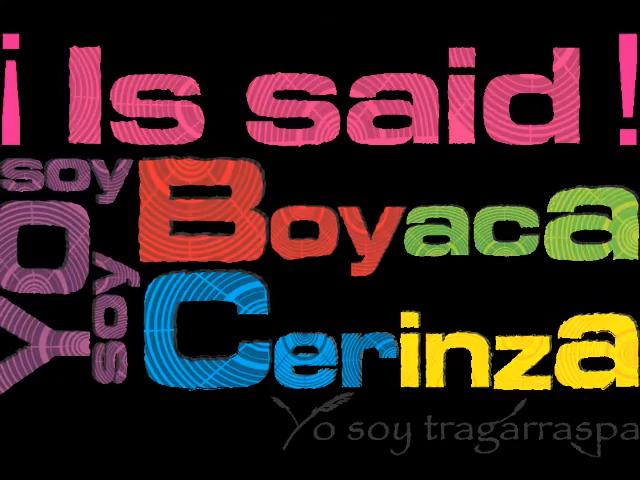 ¡ Is said !
Yo
soy Boyaca
soy Cerinza
Yo soy tragarraspa